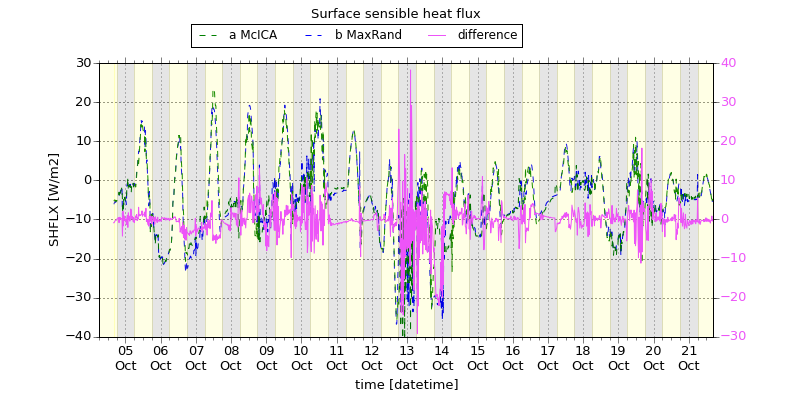 Surface sensible heat flux
a McICA b MaxRand difference
SHFLX [W/m2]
30
20
10
0
−10
−20
−30
−40
40
30
20
10
0
−10
−20
−30
05 06 07 08 09 10 11 12 13 14 15 16 17 18 19 20 21
Oct Oct Oct Oct Oct Oct Oct Oct Oct Oct Oct Oct Oct Oct Oct Oct Oct
time [datetime]